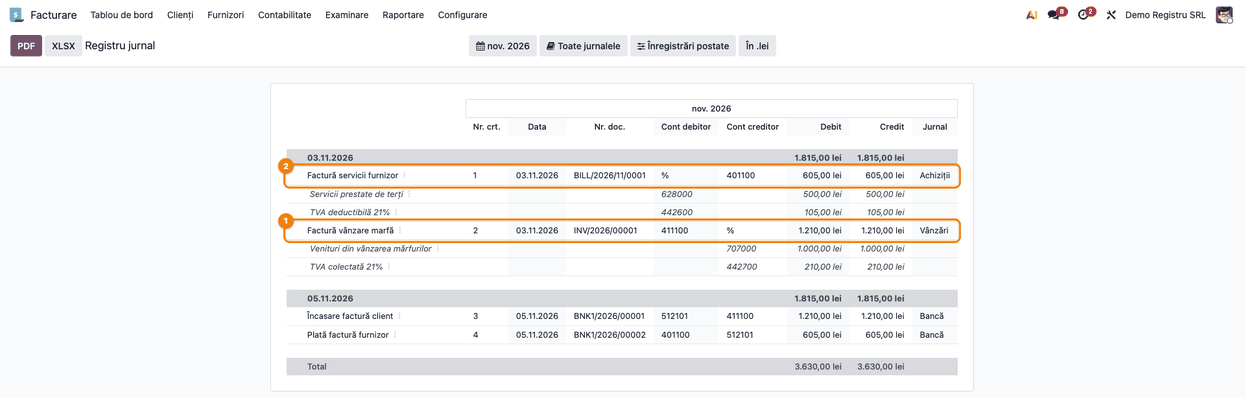 Facturare Tablou de bord Clienți Furnizori Contabilitate Examinare Raportare Configurare 8 2 Demo Registru SRL
PDF XLSX Registru jurnal nov. 2026 Toate jurnalele Înregistrări postate În .lei
nov. 2026
Nr. crt. Data Nr. doc. Cont debitor Cont creditor Debit Credit Jurnal
03.11.2026 1.815,00 lei 1.815,00 lei
2
Factură servicii furnizor 1 03.11.2026 BILL/2026/11/0001 % 401100 605,00 lei 605,00 lei Achiziții
Servicii prestate de terți 628000 500,00 lei 500,00 lei
TVA deductibilă 21% 442600 105,00 lei 105,00 lei
1
Factură vânzare marfă 2 03.11.2026 INV/2026/00001 411100 % 1.210,00 lei 1.210,00 lei Vânzări
Venituri din vânzarea mărfurilor 707000 1.000,00 lei 1.000,00 lei
TVA colectată 21% 442700 210,00 lei 210,00 lei
05.11.2026 1.815,00 lei 1.815,00 lei
Încasare factură client 3 05.11.2026 BNK1/2026/00001 512101 411100 1.210,00 lei 1.210,00 lei Bancă
Plată factură furnizor 4 05.11.2026 BNK1/2026/00002 401100 512101 605,00 lei 605,00 lei Bancă
Total 3.630,00 lei 3.630,00 lei